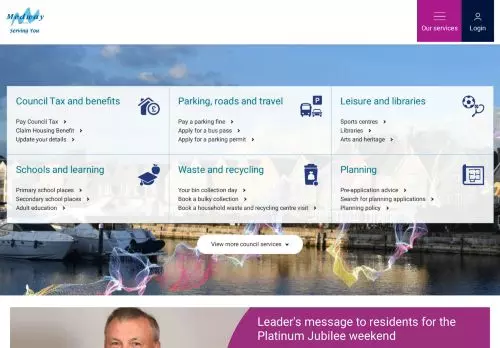 Medway
Serving You
Our services
Login
Council Tax and benefits
Pay Council Tax
Claim Housing Benefit
Update your details
Parking, roads and travel
Pay a parking fine
Apply for a bus pass
Apply for a parking permit
Leisure and libraries
Sports centres
Libraries
Arts and heritage
Schools and learning
Primary school places
Secondary school places
Adult education
Waste and recycling
Your bin collection day
Book a bulky collection
Book a household waste and recycling centre visit
Planning
Pre-application advice
Search for planning applications
Planning policy
View more council services
Leader's message to residents for the
Platinum Jubilee weekend